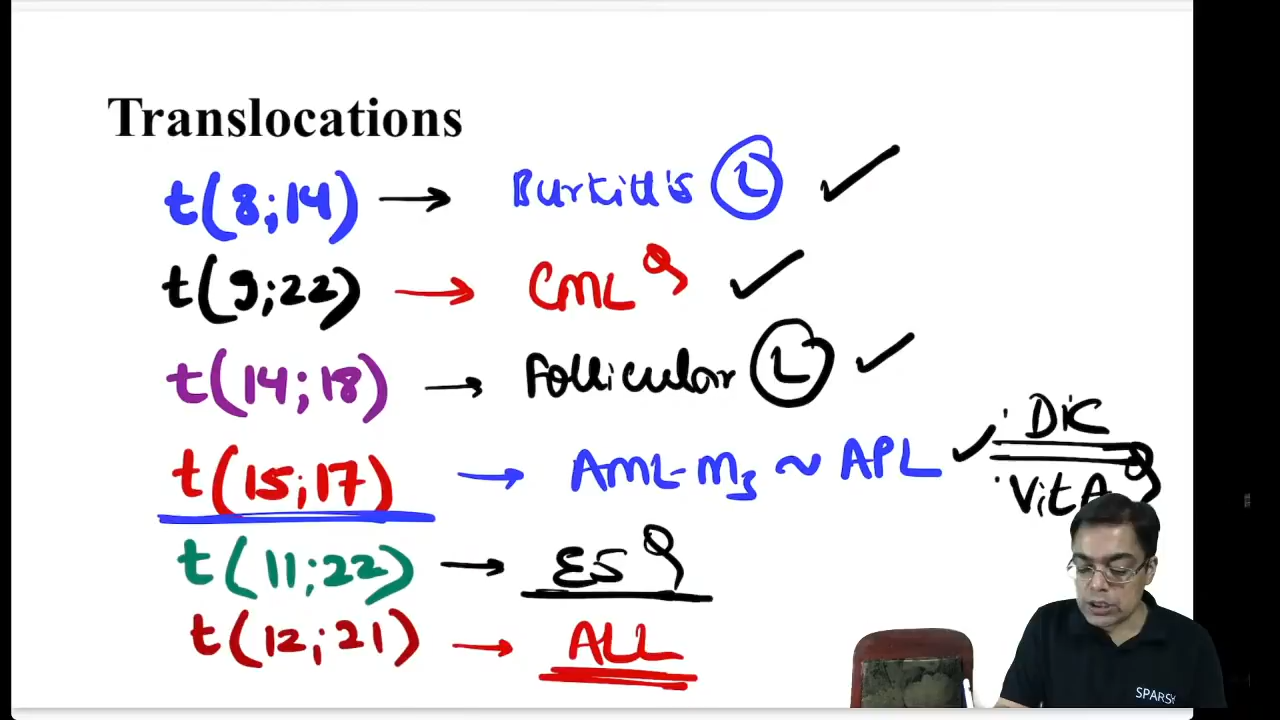 Translocations
t(8;14) → Burkitt's Ⓛ ✓
t(9;22) → CML ✓
t(14;18) → Follicular Ⓛ ✓
t(15;17) → AML-M3 ~ APL ✓ DIC
Vit A
t(11;22) → ES
t(12;21) → ALL
SPARSH